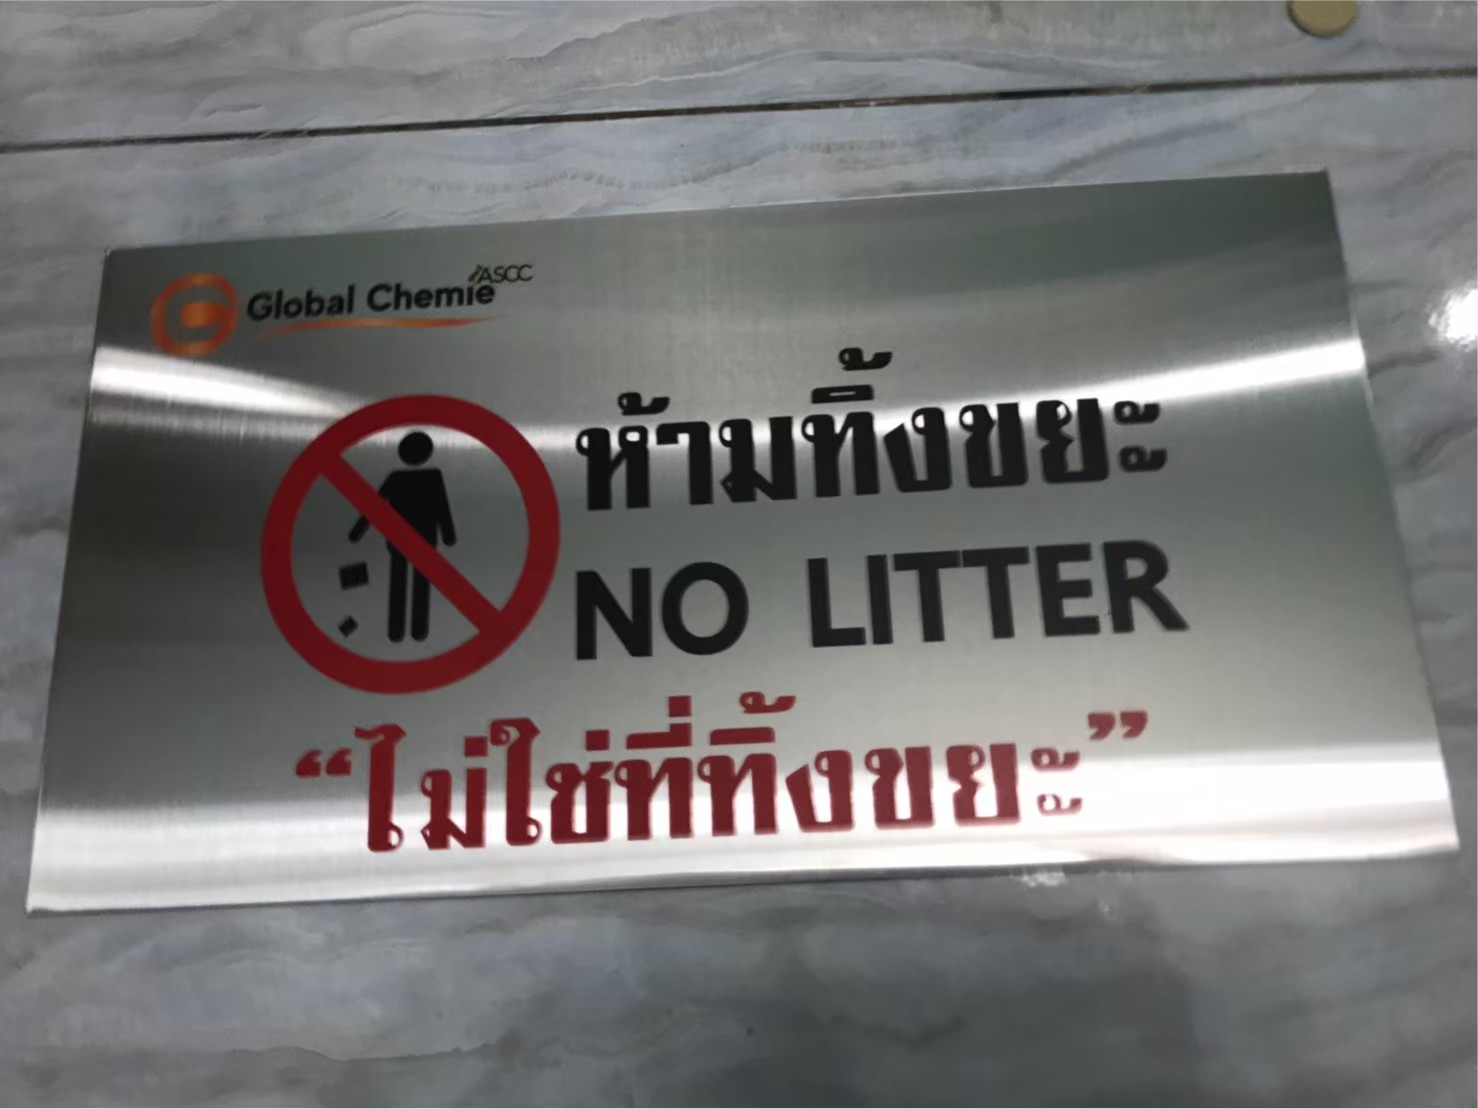 Global Chemie ASCC
ห้ามทิ้งขยะ
NO LITTER
“ไม่ใช่ที่ทิ้งขยะ”